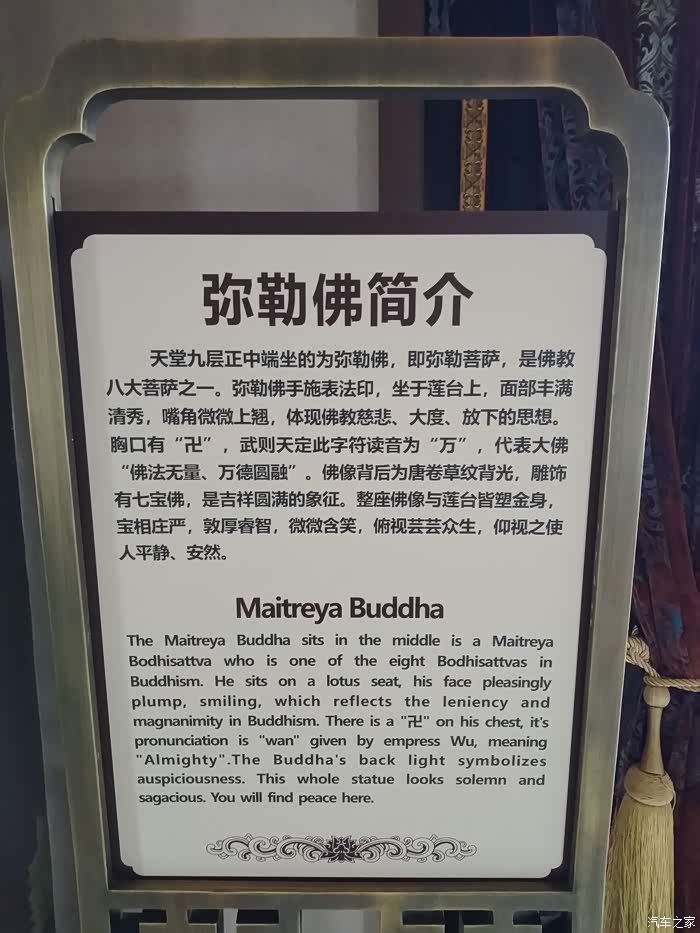 弥勒佛简介
天堂九层正中端坐的为弥勒佛，即弥勒菩萨，是佛教
八大菩萨之一。弥勒佛手施表法印，坐于莲台上，面部丰满
清秀，嘴角微微上翘，体现佛教慈悲、大度、放下的思想。
胸口有“卍”，武则天定此字符读音为“万”，代表大佛
“佛法无量、万德圆融”。佛像背后为唐卷草纹背光，雕饰
有七宝佛，是吉祥圆满的象征。整座佛像与莲台皆塑金身，
宝相庄严，敦厚睿智，微微含笑，俯视芸芸众生，仰视之使
人平静、安然。
Maitreya Buddha
The Maitreya Buddha sits in the middle is a Maitreya
Bodhisattva who is one of the eight Bodhisattvas in
Buddhism. He sits on a lotus seat, his face pleasingly
plump, smiling, which reflects the leniency and
magnanimity in Buddhism. There is a "卍" on his chest, it's
pronunciation is "wan" given by empress Wu, meaning
"Almighty".The Buddha's back light symbolizes
auspiciousness. This whole statue looks solemn and
sagacious. You will find peace here.
汽车之家